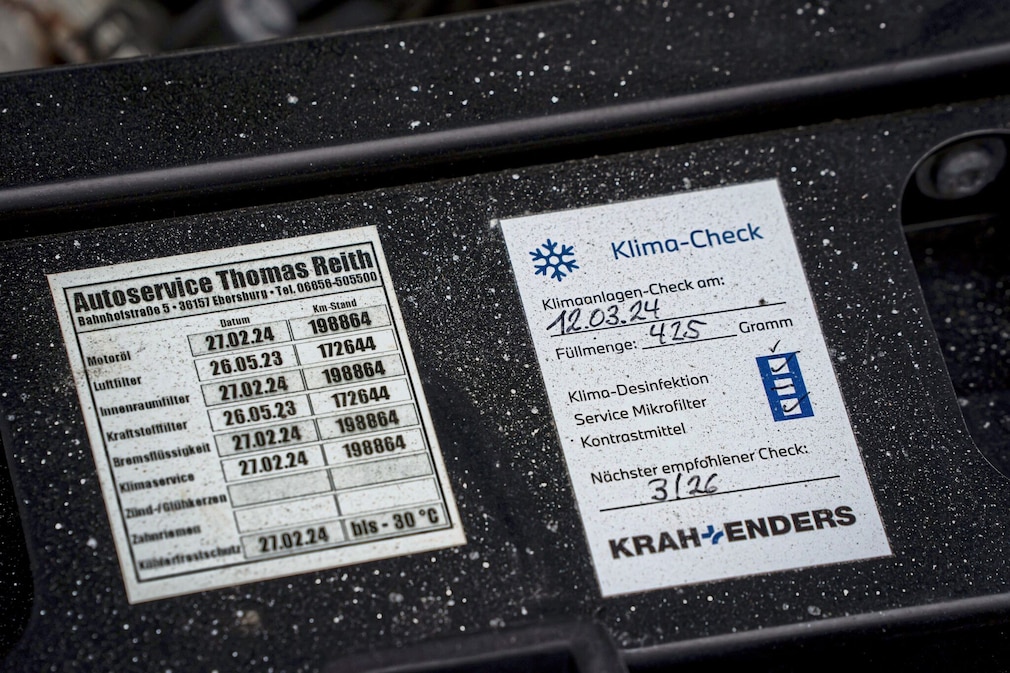 Autoservice Thomas Reith
Bahnhofstraße 5 • 36157 Ebersburg • Tel. 06656-505500
Datum Km-Stand
Motoröl 27.02.24 198864
Luftfilter 26.05.23 172644
Innenraumfilter 27.02.24 198864
Kraftstoffilter 26.05.23 172644
Bremsflüssigkeit 27.02.24 198864
Klimaservice 27.02.24 198864
Zünd-/Glühkerzen
Zahnriemen
Kühlerfrostschutz 27.02.24 bis - 30 °C
Klima-Check
Klimaanlagen-Check am:
12.03.24
Füllmenge: 425 Gramm
Klima-Desinfektion
Service Mikrofilter
Kontrastmittel
Nächster empfohlener Check:
3/26
KRAH+ENDERS